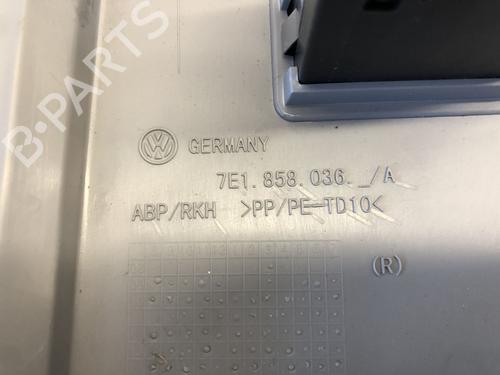 B-PARTS
GERMANY
7E1.858 036._/A
ABP/RKH >PP/PE-TD10<
(R)